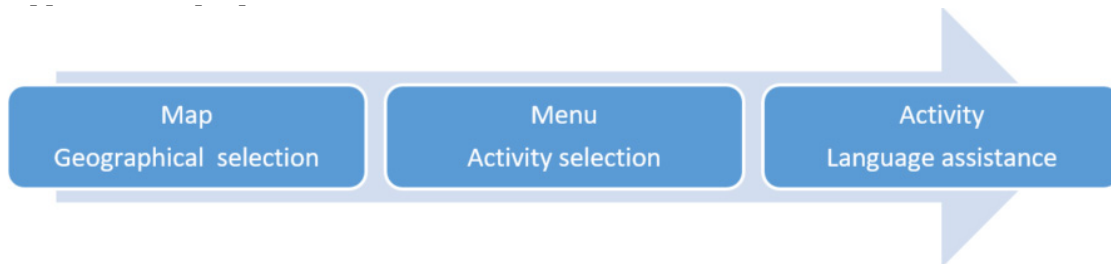 Map
Geographical selection
Menu
Activity selection
Activity
Language assistance